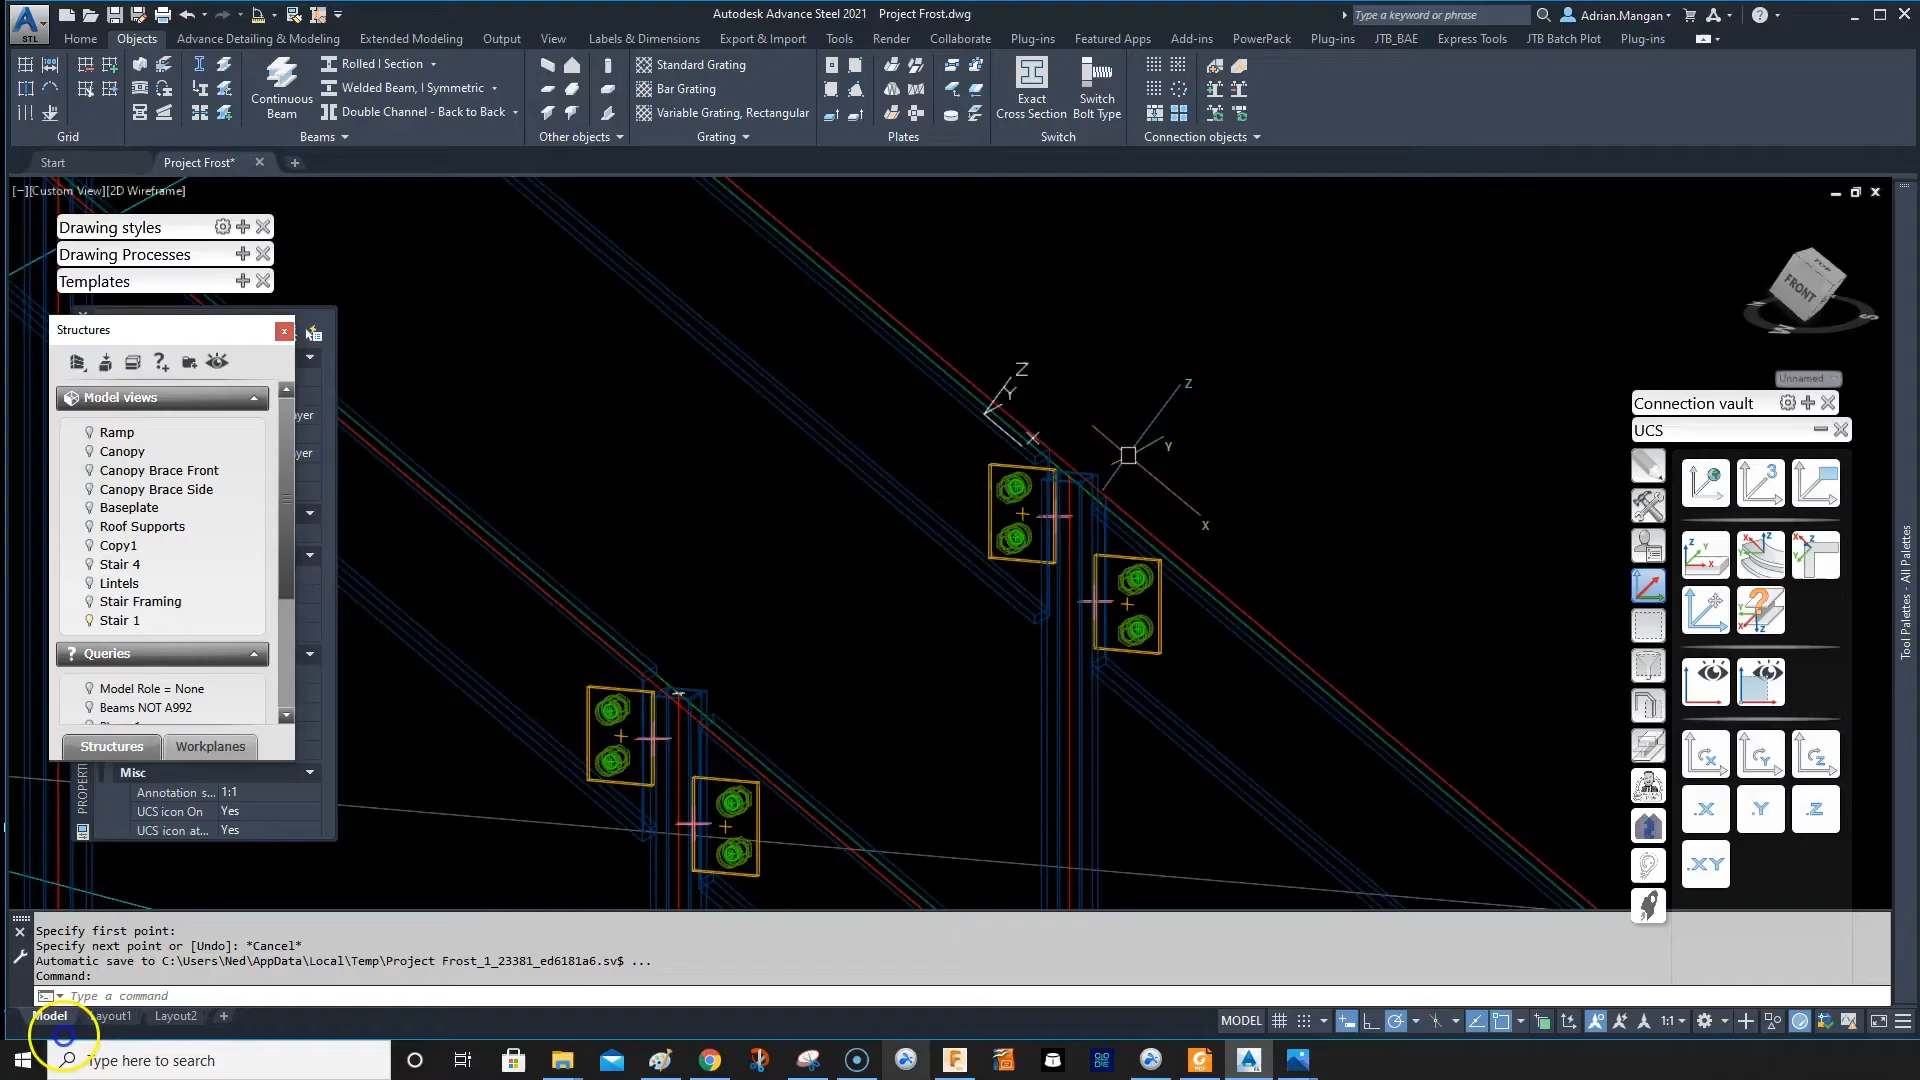 Autodesk Advance Steel 2021 Project Frost.dwg
Type a keyword or phrase
Adrian.Mangan
STL
Home Objects Advance Detailing & Modeling Extended Modeling Output View Labels & Dimensions Export & Import Tools Render Collaborate Plug-ins Featured Apps Add-ins PowerPack Plug-ins JTB_BAE Express Tools JTB Batch Plot Plug-ins
Rolled I Section
Welded Beam, I Symmetric
Double Channel - Back to Back
Continuous
Beam
Standard Grating
Bar Grating
Variable Grating, Rectangular
Exact
Cross Section
Switch
Bolt Type
Grid Beams Other objects Grating Plates Switch Connection objects
Start Project Frost*
[−][Custom View][2D Wireframe]
Drawing styles
Drawing Processes
Templates
Structures
Model views
Ramp
Canopy
Canopy Brace Front
Canopy Brace Side
Baseplate
Roof Supports
Copy1
Stair 4
Lintels
Stair Framing
Stair 1
Queries
Model Role = None
Beams NOT A992
Structures Workplanes
yer
yer
Misc
Annotation s... 1:1
UCS icon On Yes
UCS icon at... Yes
PROPERTI
Z
Y
X
Z
Y
X
TOP
FRONT
S
Unnamed
Connection vault
UCS
3
X Y Z
.X .Y .Z
.XY
Tool Palettes - All Palettes
Specify first point:
Specify next point or [Undo]: *Cancel*
Automatic save to C:\Users\Ned\AppData\Local\Temp\Project Frost_1_23381_ed6181a6.sv$ ...
Command:
Type a command
Model Layout1 Layout2
MODEL 1:1
Type here to search